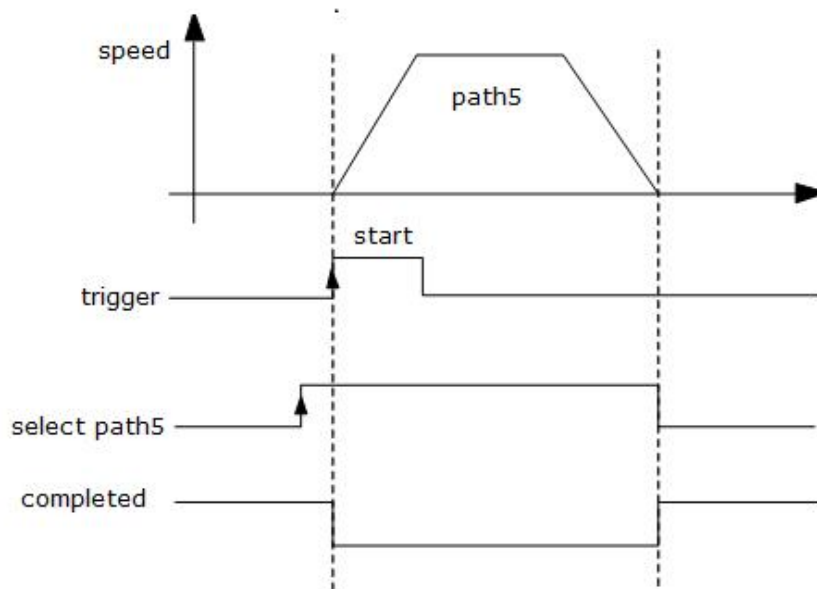 speed
path5
start
trigger
select path5
completed